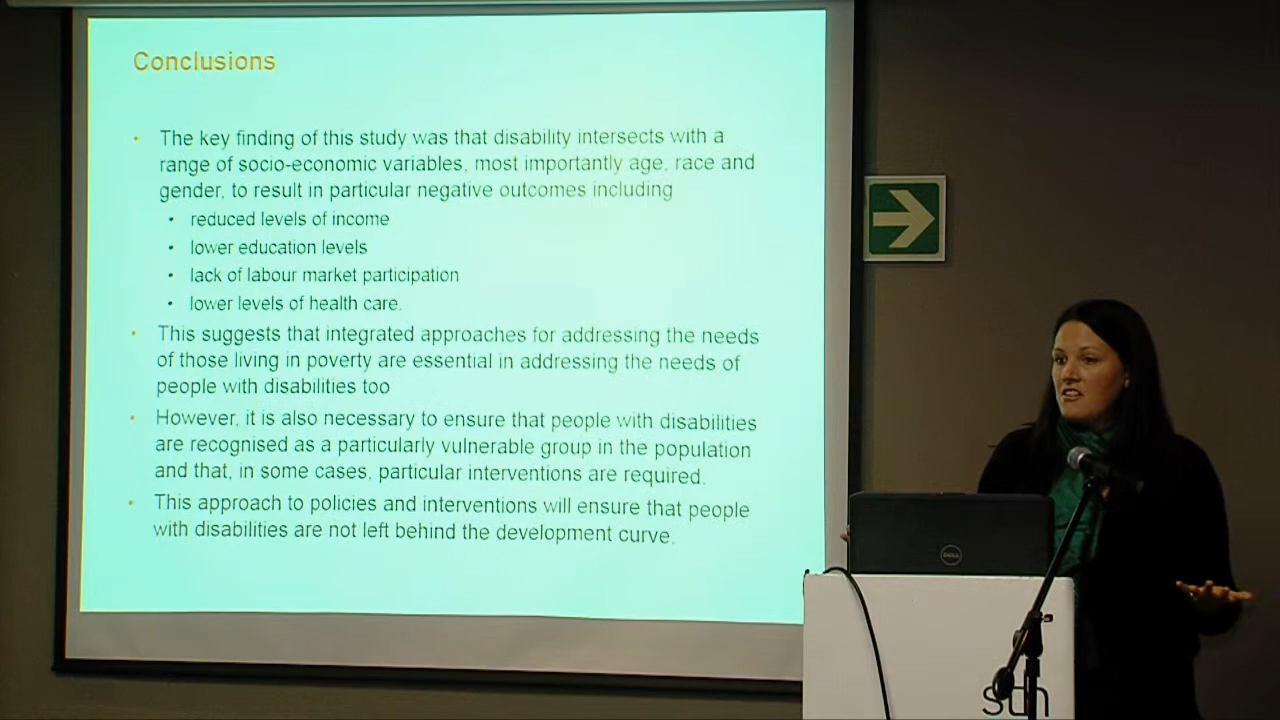 Conclusions
• The key finding of this study was that disability intersects with a
range of socio-economic variables, most importantly age, race and
gender, to result in particular negative outcomes including
• reduced levels of income
• lower education levels
• lack of labour market participation
• lower levels of health care.
• This suggests that integrated approaches for addressing the needs
of those living in poverty are essential in addressing the needs of
people with disabilities too
• However, it is also necessary to ensure that people with disabilities
are recognised as a particularly vulnerable group in the population
and that, in some cases, particular interventions are required.
• This approach to policies and interventions will ensure that people
with disabilities are not left behind the development curve.
DELL